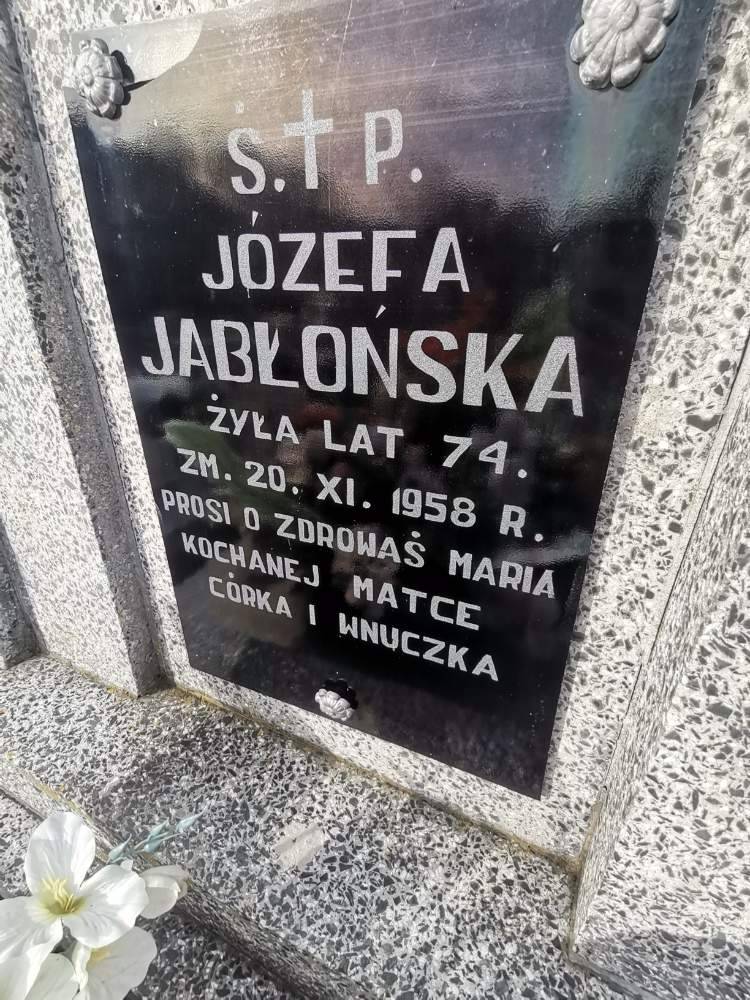 Ś.†P.
JÓZEFA
JABŁOŃSKA
ŻYŁA LAT 74.
ZM. 20. XI. 1958 R.
PROSI O ZDROWAŚ MARIA
KOCHANEJ MATCE
CÓRKA I WNUCZKA